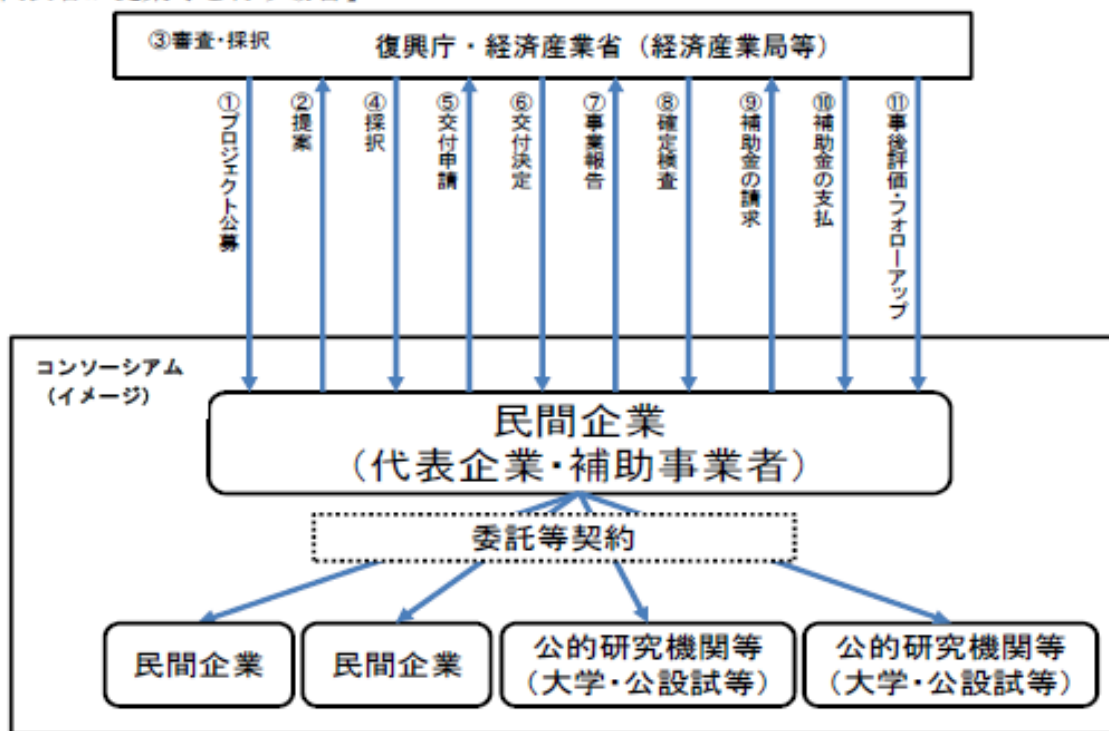 ③審査・採択
復興庁・経済産業省（経済産業局等）
①プロジェクト公募
②提案
④採択
⑤交付申請
⑥交付決定
⑦事業報告
⑧確定検査
⑨補助金の請求
⑩補助金の支払
⑪事後評価・フォローアップ
コンソーシアム
（イメージ）
民間企業
（代表企業・補助事業者）
委託等契約
民間企業
民間企業
公的研究機関等
（大学・公設試等）
公的研究機関等
（大学・公設試等）